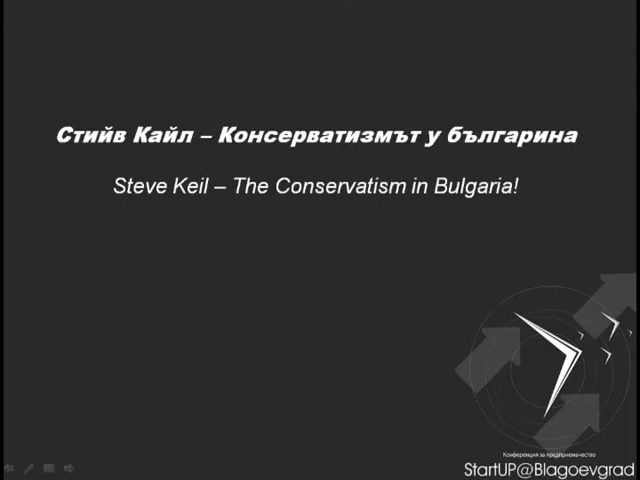 Стийв Кайл – Консерватизмът у българина
Steve Keil – The Conservatism in Bulgaria!
Конференция за предприемачество
StartUP@Blagoevgrad